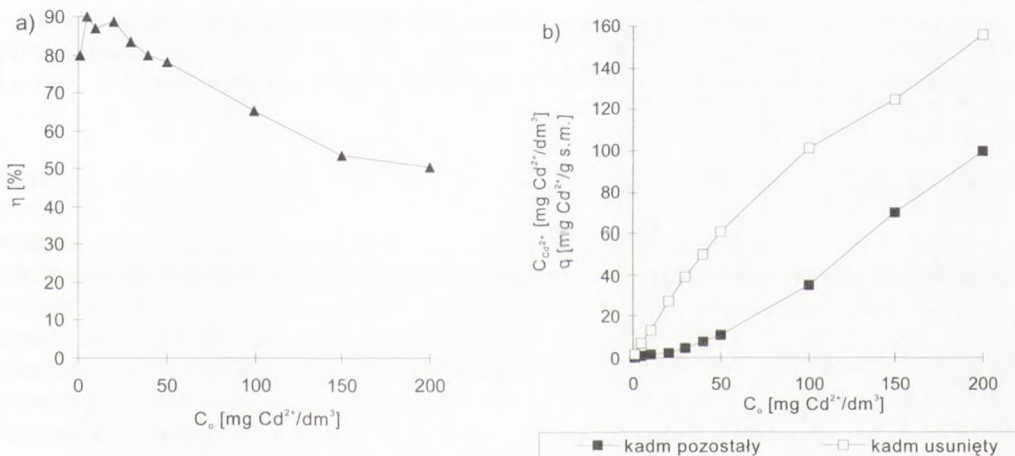 a)
90
80
70
60
50
40
30
20
10
0
η [%]
0 50 100 150 200
C₀ [mg Cd²⁺/dm³]
b)
160
140
120
100
80
60
40
20
0
C_Cd²⁺ [mg Cd²⁺/dm³]
q [mg Cd²⁺/g s.m.]
0 50 100 150 200
C₀ [mg Cd²⁺/dm³]
kadm pozostały kadm usunięty